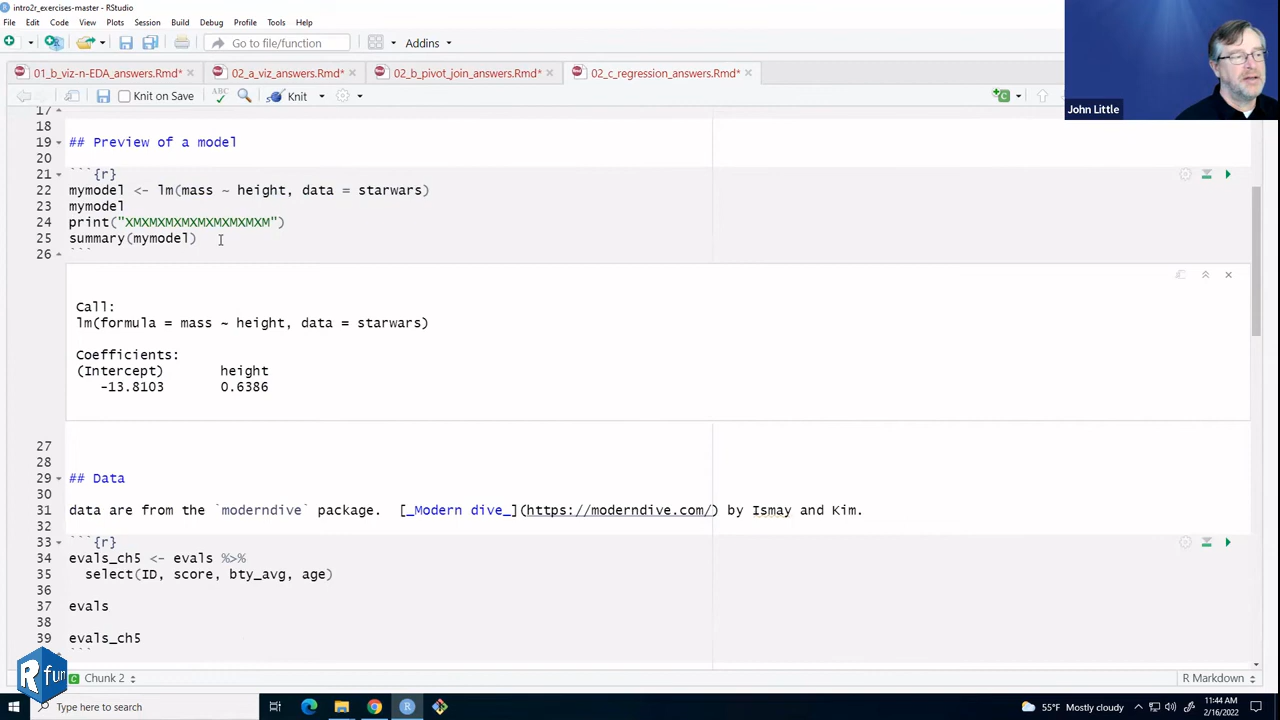 intro2r_exercises-master - RStudio
File Edit Code View Plots Session Build Debug Profile Tools Help
Go to file/function Addins
01_b_viz-n-EDA_answers.Rmd* 02_a_viz_answers.Rmd* 02_b_pivot_join_answers.Rmd* 02_c_regression_answers.Rmd*
Knit on Save ABC Knit
John Little
17
18
19 ## Preview of a model
20
21 ```{r}
22 mymodel <- lm(mass ~ height, data = starwars)
23 mymodel
24 print("XMXMXMXMXMXMXMXMXM")
25 summary(mymodel)
26 ```
Call:
lm(formula = mass ~ height, data = starwars)
Coefficients:
(Intercept) height
-13.8103 0.6386
27
28
29 ## Data
30
31 data are from the `moderndive` package. [_Modern dive_](https://moderndive.com/) by Ismay and Kim.
32
33 ```{r}
34 evals_ch5 <- evals %>%
35 select(ID, score, bty_avg, age)
36
37 evals
38
39 evals_ch5
```
R fun
Chunk 2 R Markdown
Type here to search
55°F Mostly cloudy
11:44 AM
2/16/2022